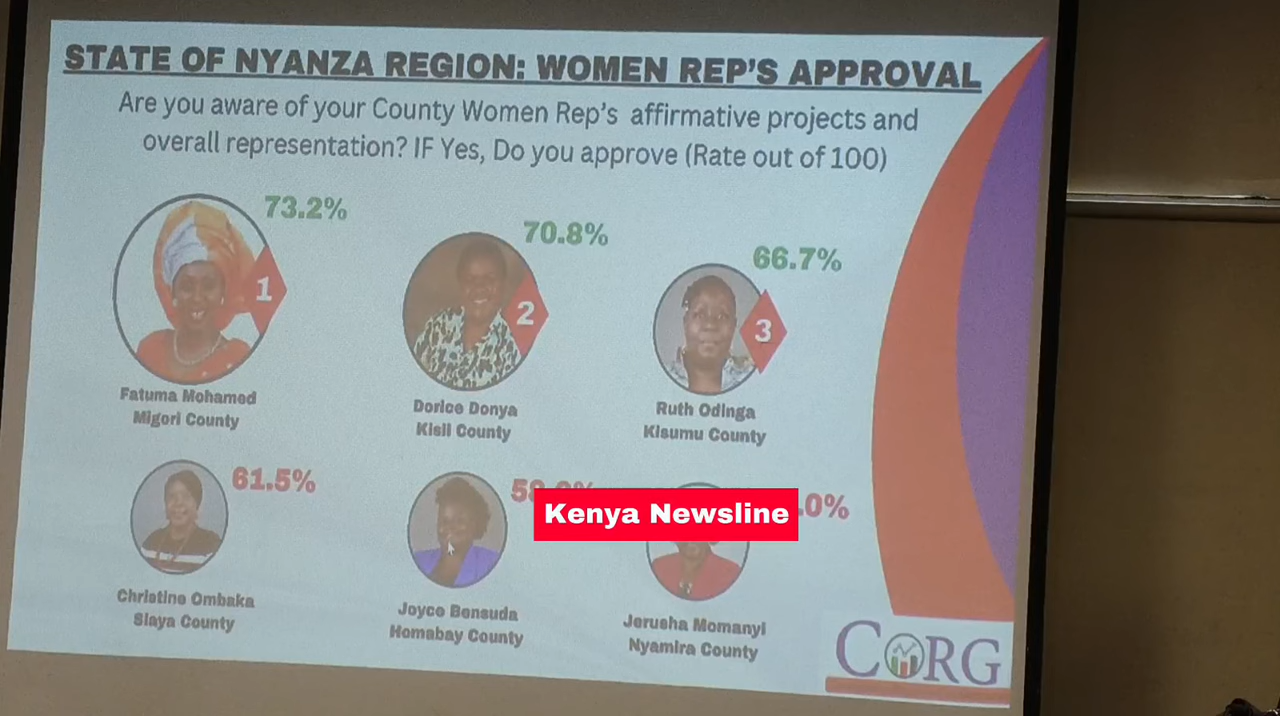 STATE OF NYANZA REGION: WOMEN REP'S APPROVAL
Are you aware of your County Women Rep's affirmative projects and
overall representation? IF Yes, Do you approve (Rate out of 100)
73.2%
70.8%
66.7%
1
2
3
Fatuma Mohamed
Migori County
Dorice Donya
Kisii County
Ruth Odinga
Kisumu County
61.5%
Kenya Newsline
Christine Ombaka
Siaya County
Joyce Bensuda
Homabay County
Jerusha Momanyi
Nyamira County
CORG